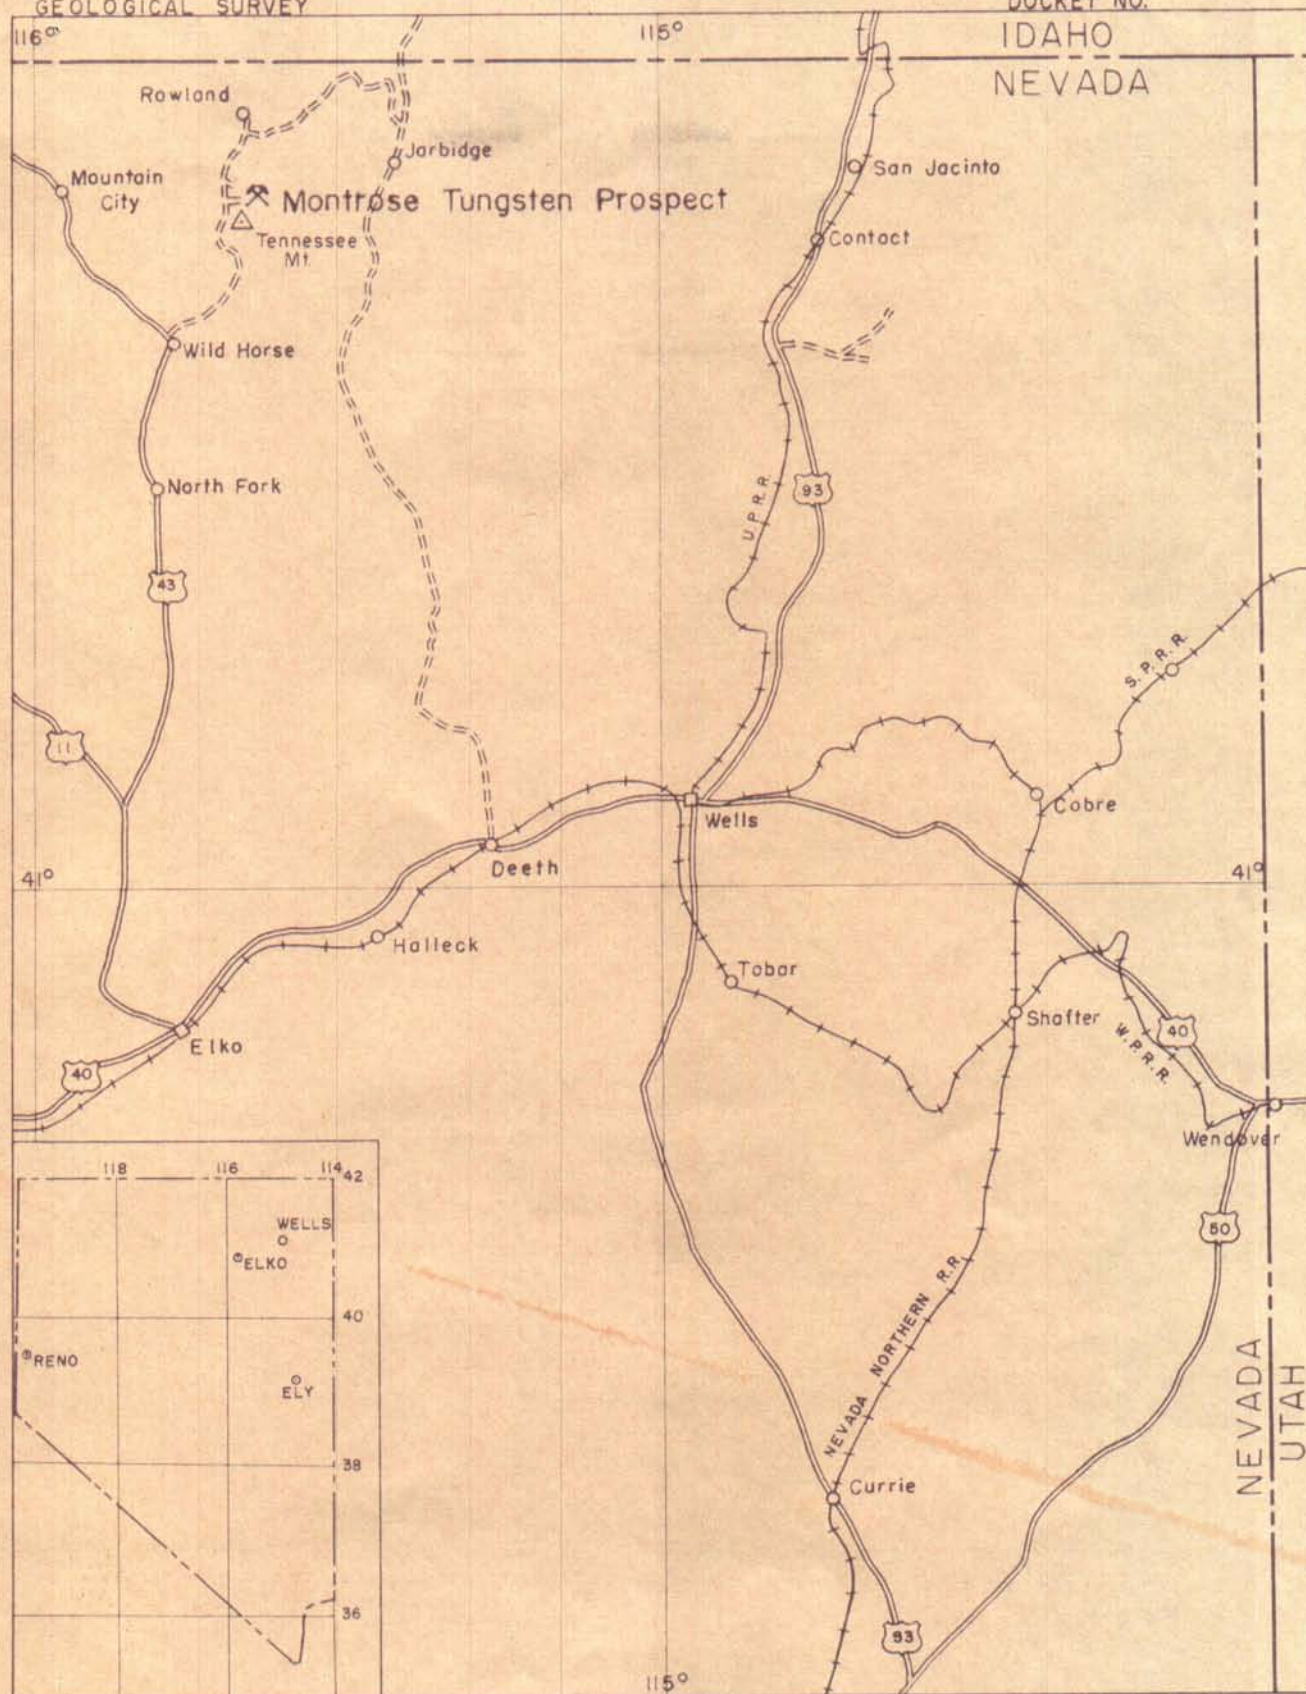 GEOLOGICAL SURVEY
DOCKET NO.
116°
115°
IDAHO
NEVADA
Rowland
Jarbidge
San Jacinto
Mountain
City
Montrose Tungsten Prospect
Tennessee
Mt.
Contact
Wild Horse
North Fork
U.P.R.R.
93
43
S.P.R.R.
11
Wells
Cobre
Deeth
41°
41°
Halleck
Tobar
Shafter
Elko
40
40
W.P.R.R.
Wendover
118
116
114
42
WELLS
ELKO
50
40
NEVADA NORTHERN R.R.
RENO
ELY
NEVADA
UTAH
38
Currie
36
93
115°